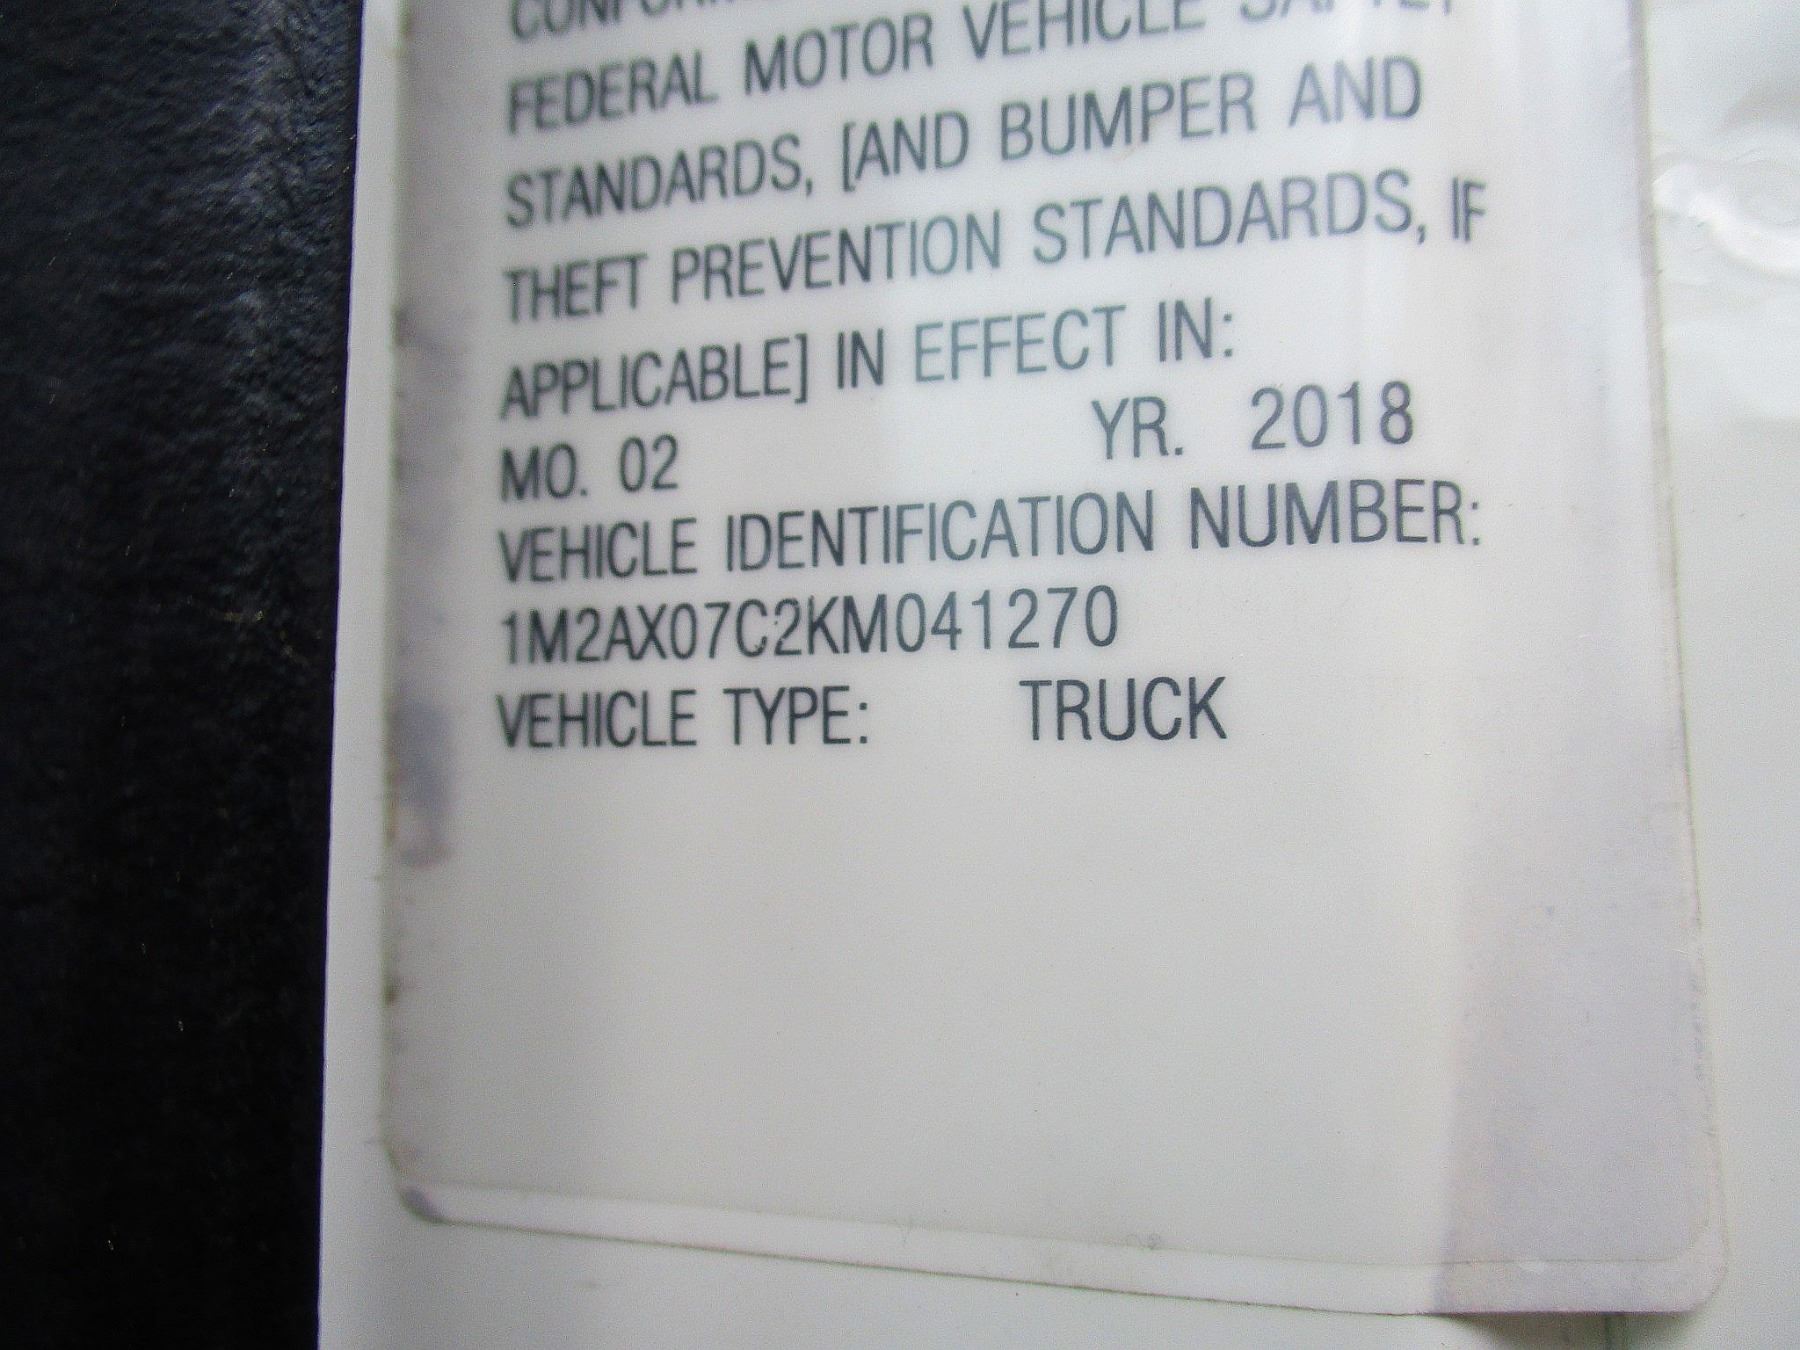 FEDERAL MOTOR VEHICLE SAFETY
STANDARDS, [AND BUMPER AND
THEFT PREVENTION STANDARDS, IF
APPLICABLE] IN EFFECT IN:
MO. 02 YR. 2018
VEHICLE IDENTIFICATION NUMBER:
1M2AX07C2KM041270
VEHICLE TYPE: TRUCK